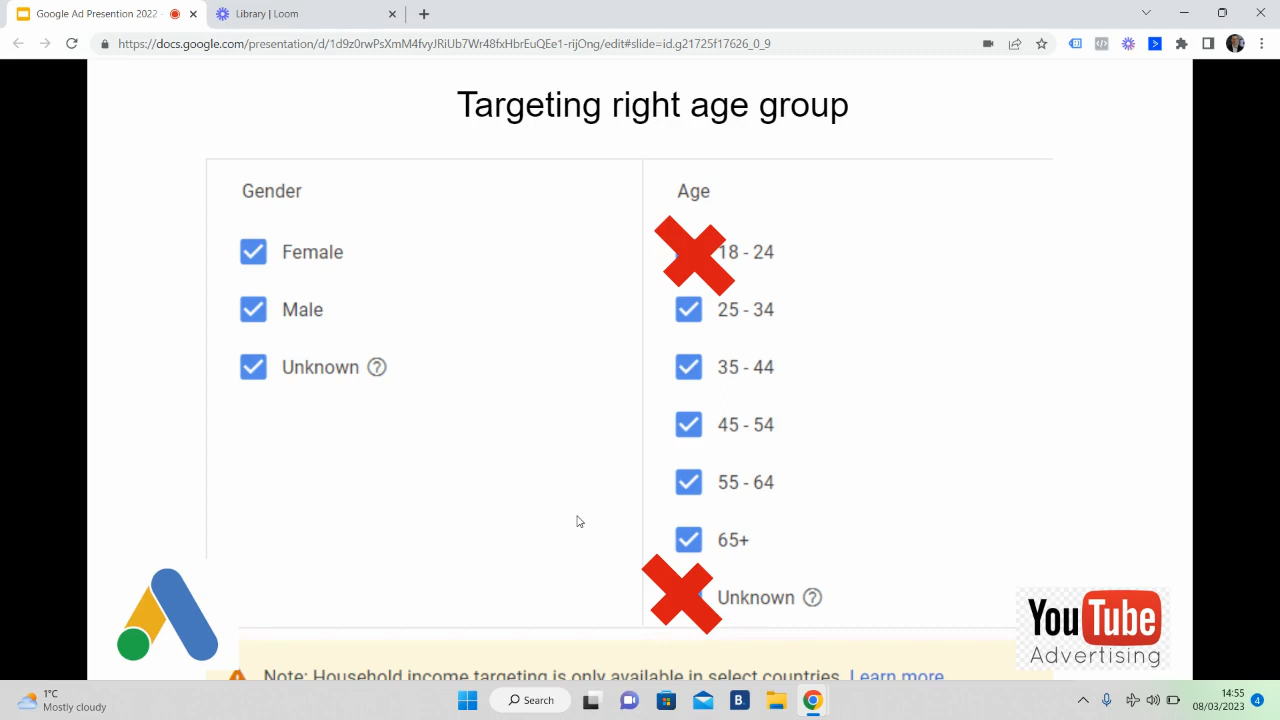 Google Ad Presention 2022 -
Library | Loom
https://docs.google.com/presentation/d/1d9z0rwPsXmM4fvyJRiUb7Wr48fxHbrEuQEe1-rijOng/edit#slide=id.g21725f17626_0_9
Targeting right age group
Gender
Age
Female
18 - 24
Male
25 - 34
Unknown ?
35 - 44
45 - 54
55 - 64
65+
Unknown ?
YouTube
Advertising
Note: Household income targeting is only available in select countries. Learn more
1°C
Mostly cloudy
Search
B.
14:55
08/03/2023
4